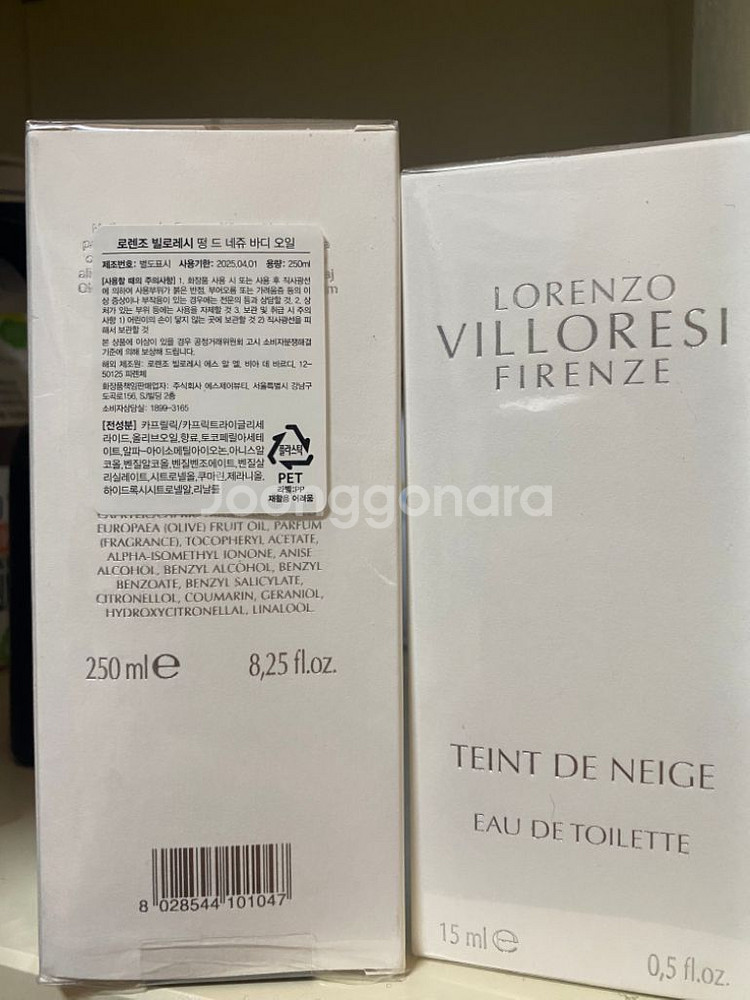 로렌조 빌로레시 떵 드 네쥬 바디 오일
제조번호: 별도표시 사용기한: 2025.04.01 용량: 250ml
[사용할 때의 주의사항] 1. 화장품 사용 시 또는 사용 후 직사광선
에 의하여 사용부위가 붉은 반점, 부어오름 또는 가려움증 등의 이
상 증상이나 부작용이 있는 경우에는 전문의 등과 상담할 것, 2. 상
처가 있는 부위 등에는 사용을 자제할 것 3. 보관 및 취급 시 주의
사항 1) 어린이의 손이 닿지 않는 곳에 보관할 것 2) 직사광선을 피
해서 보관할 것
본 상품에 이상이 있을 경우 공정거래위원회 고시 소비자분쟁해결
기준에 의해 보상해 드립니다.
해외 제조원: 로렌조 빌로레시 에스 알 엘, 비아 데 바르디, 12-
50125 피렌체
화장품책임판매업자: 주식회사 에스제이뷰티, 서울특별시 강남구
도곡로156, SJ빌딩 2층
소비자상담실: 1899-3165
[전성분] 카프릴릭/카프릭트라이글리세
라이드,올리브오일,향료,토코페릴아세테
이트,알파-아이소메틸아이오논,아니스알
코올,벤질알코올,벤질벤조에이트,벤질살
리실레이트,시트로넬올,쿠마린,제라니올,
하이드록시시트로넬알,리날룰
플라스틱
PET
라벨:PP
재활용 어려움
EUROPAEA (OLIVE) FRUIT OIL, PARFUM
(FRAGRANCE), TOCOPHERYL ACETATE,
ALPHA-ISOMETHYL IONONE, ANISE
ALCOHOL, BENZYL ALCOHOL, BENZYL
BENZOATE, BENZYL SALICYLATE,
CITRONELLOL, COUMARIN, GERANIOL,
HYDROXYCITRONELLAL, LINALOOL.
250 ml e 8,25 fl.oz.
8 028544 101047
LORENZO
VILLORESI
FIRENZE
TEINT DE NEIGE
EAU DE TOILETTE
15 ml e 0,5 fl.oz.
Joonggonara